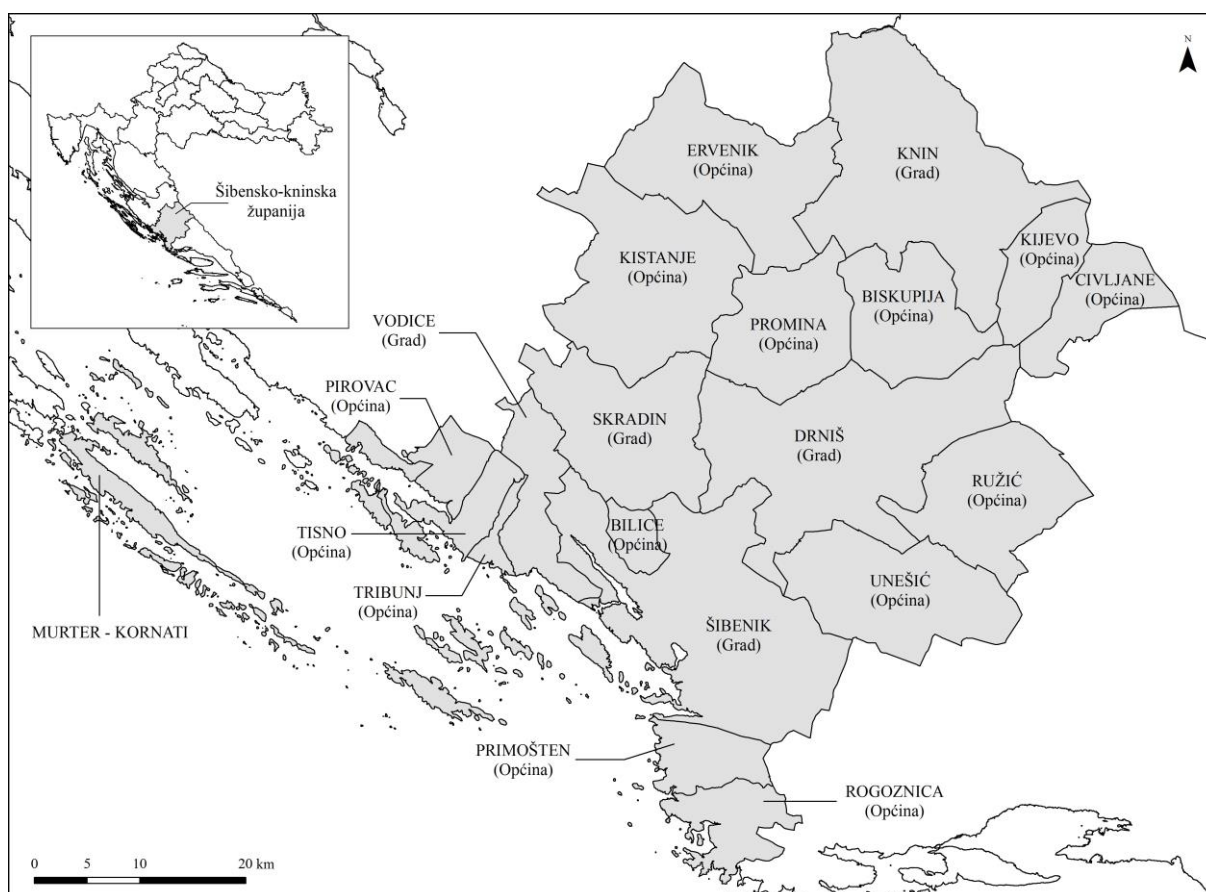 N
Šibensko-kninska
županija
ERVENIK
(Općina)
KNIN
(Grad)
KISTANJE
(Općina)
KIJEVO
(Općina)
CIVLJANE
(Općina)
BISKUPIJA
(Općina)
PROMINA
(Općina)
VODICE
(Grad)
PIROVAC
(Općina)
SKRADIN
(Grad)
DRNIŠ
(Grad)
RUŽIĆ
(Općina)
TISNO
(Općina)
BILICE
(Općina)
TRIBUNJ
(Općina)
UNEŠIĆ
(Općina)
MURTER - KORNATI
ŠIBENIK
(Grad)
PRIMOŠTEN
(Općina)
ROGOZNICA
(Općina)
0 5 10 20 km